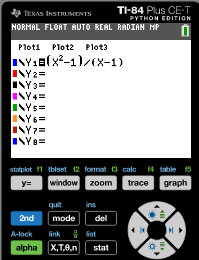 TEXAS INSTRUMENTS TI-84 Plus CE-T
PYTHON EDITION
NORMAL FLOAT AUTO REAL RADIAN MP
Plot1 Plot2 Plot3
\Y1=(X²-1)/(X-1)
\Y2=
\Y3=
\Y4=
\Y5=
\Y6=
\Y7=
\Y8=
statplot f1 tblset f2 format f3 calc f4 table f5
y= window zoom trace graph
quit ins
2nd mode del
A-lock link list
alpha X,T,θ,n stat